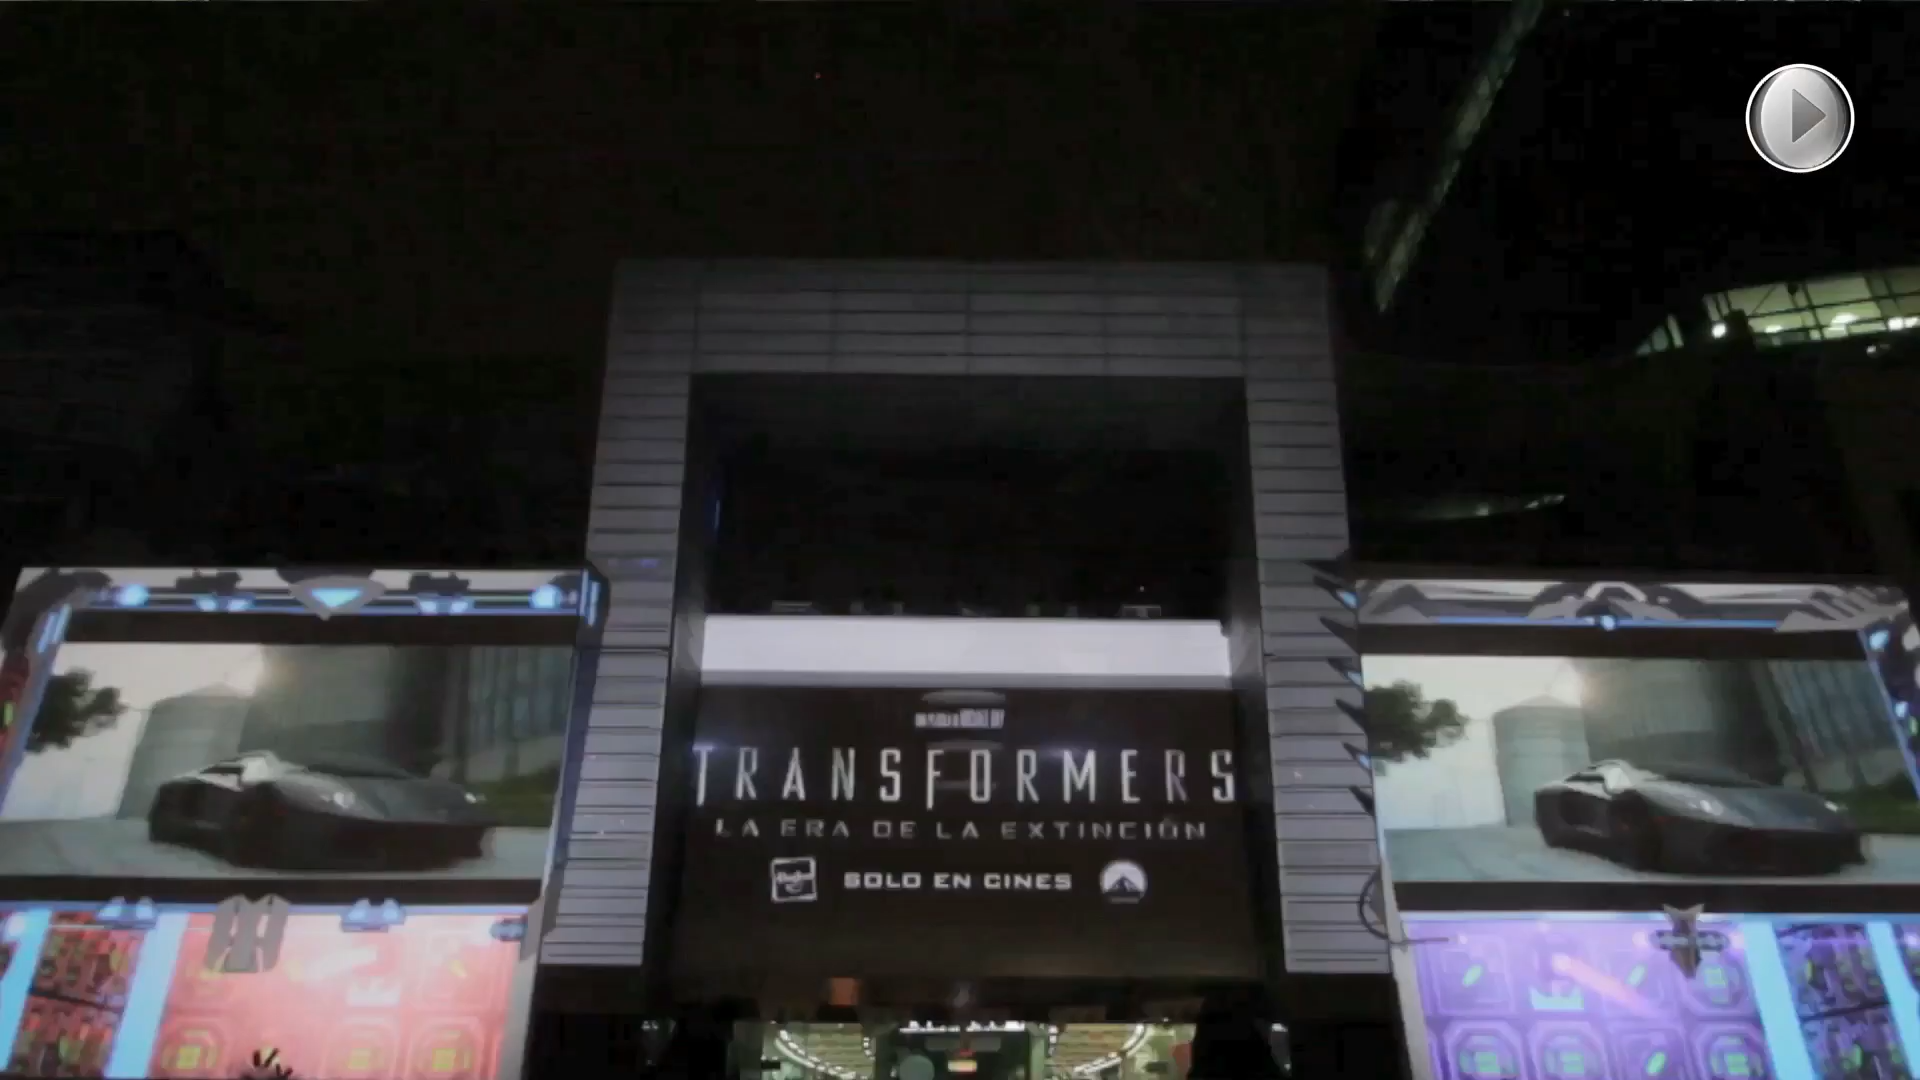 TRANSFORMERS
LA ERA DE LA EXTINCIÓN
SOLO EN CINES